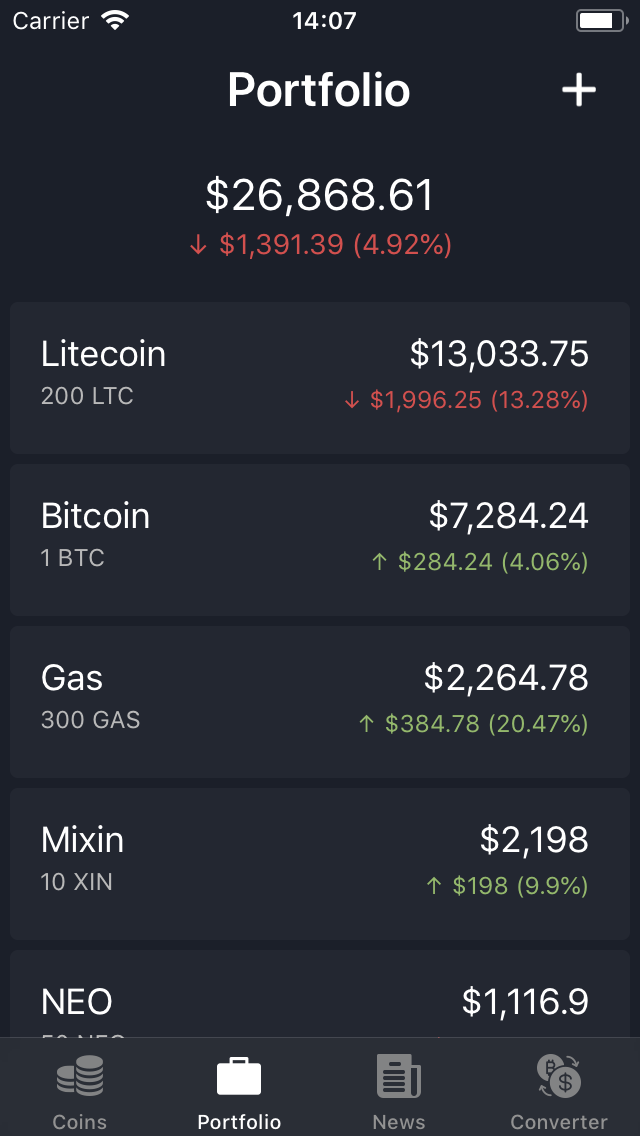 Carrier 14:07
Portfolio +
$26,868.61
↓ $1,391.39 (4.92%)
Litecoin $13,033.75
200 LTC ↓ $1,996.25 (13.28%)
Bitcoin $7,284.24
1 BTC ↑ $284.24 (4.06%)
Gas $2,264.78
300 GAS ↑ $384.78 (20.47%)
Mixin $2,198
10 XIN ↑ $198 (9.9%)
NEO $1,116.9
Coins Portfolio News Converter